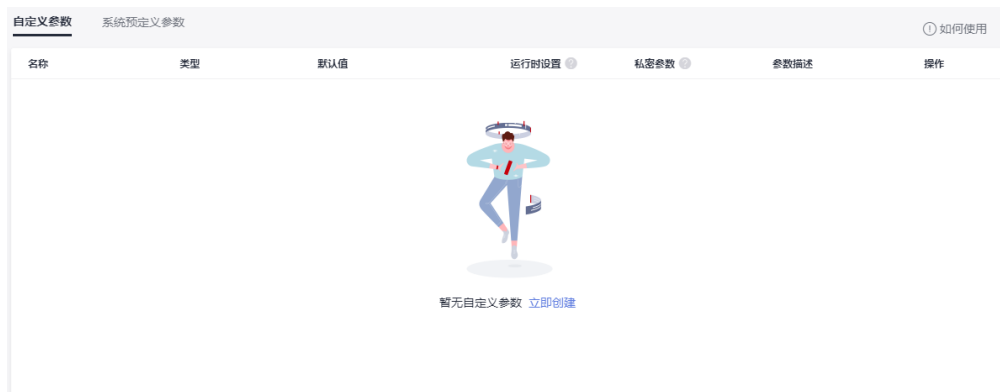 自定义参数 系统预定义参数
如何使用
名称 类型 默认值 运行时设置 私密参数 参数描述 操作
暂无自定义参数 立即创建